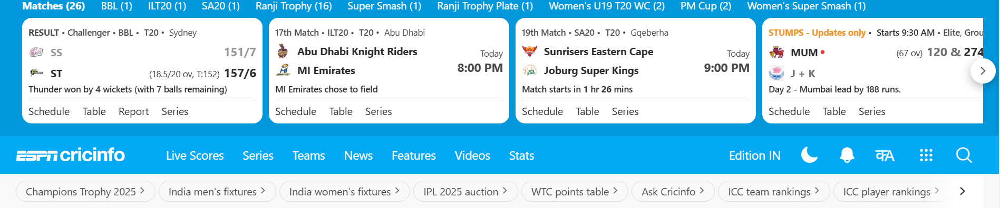 Matches (26) BBL (1) ILT20 (1) SA20 (1) Ranji Trophy (16) Super Smash (1) Ranji Trophy Plate (1) Women's U19 T20 WC (2) PM Cup (2) Women's Super Smash (1)
RESULT • Challenger • BBL • T20 • Sydney
SS 151/7
ST (18.5/20 ov, T:152) 157/6
Thunder won by 4 wickets (with 7 balls remaining)
Schedule Table Report Series
17th Match • ILT20 • T20 • Abu Dhabi
Abu Dhabi Knight Riders
MI Emirates
Today
8:00 PM
MI Emirates chose to field
Schedule Table Series
19th Match • SA20 • T20 • Gqeberha
Sunrisers Eastern Cape
Joburg Super Kings
Today
9:00 PM
Match starts in 1 hr 26 mins
Schedule Table Series
STUMPS - Updates only • Starts 9:30 AM • Elite, Grou
MUM • (67 ov) 120 & 274
J + K
Day 2 - Mumbai lead by 188 runs.
Schedule Table Series
ESPN cricinfo Live Scores Series Teams News Features Videos Stats Edition IN क A
Champions Trophy 2025 India men's fixtures India women's fixtures IPL 2025 auction WTC points table Ask Cricinfo ICC team rankings ICC player rankings